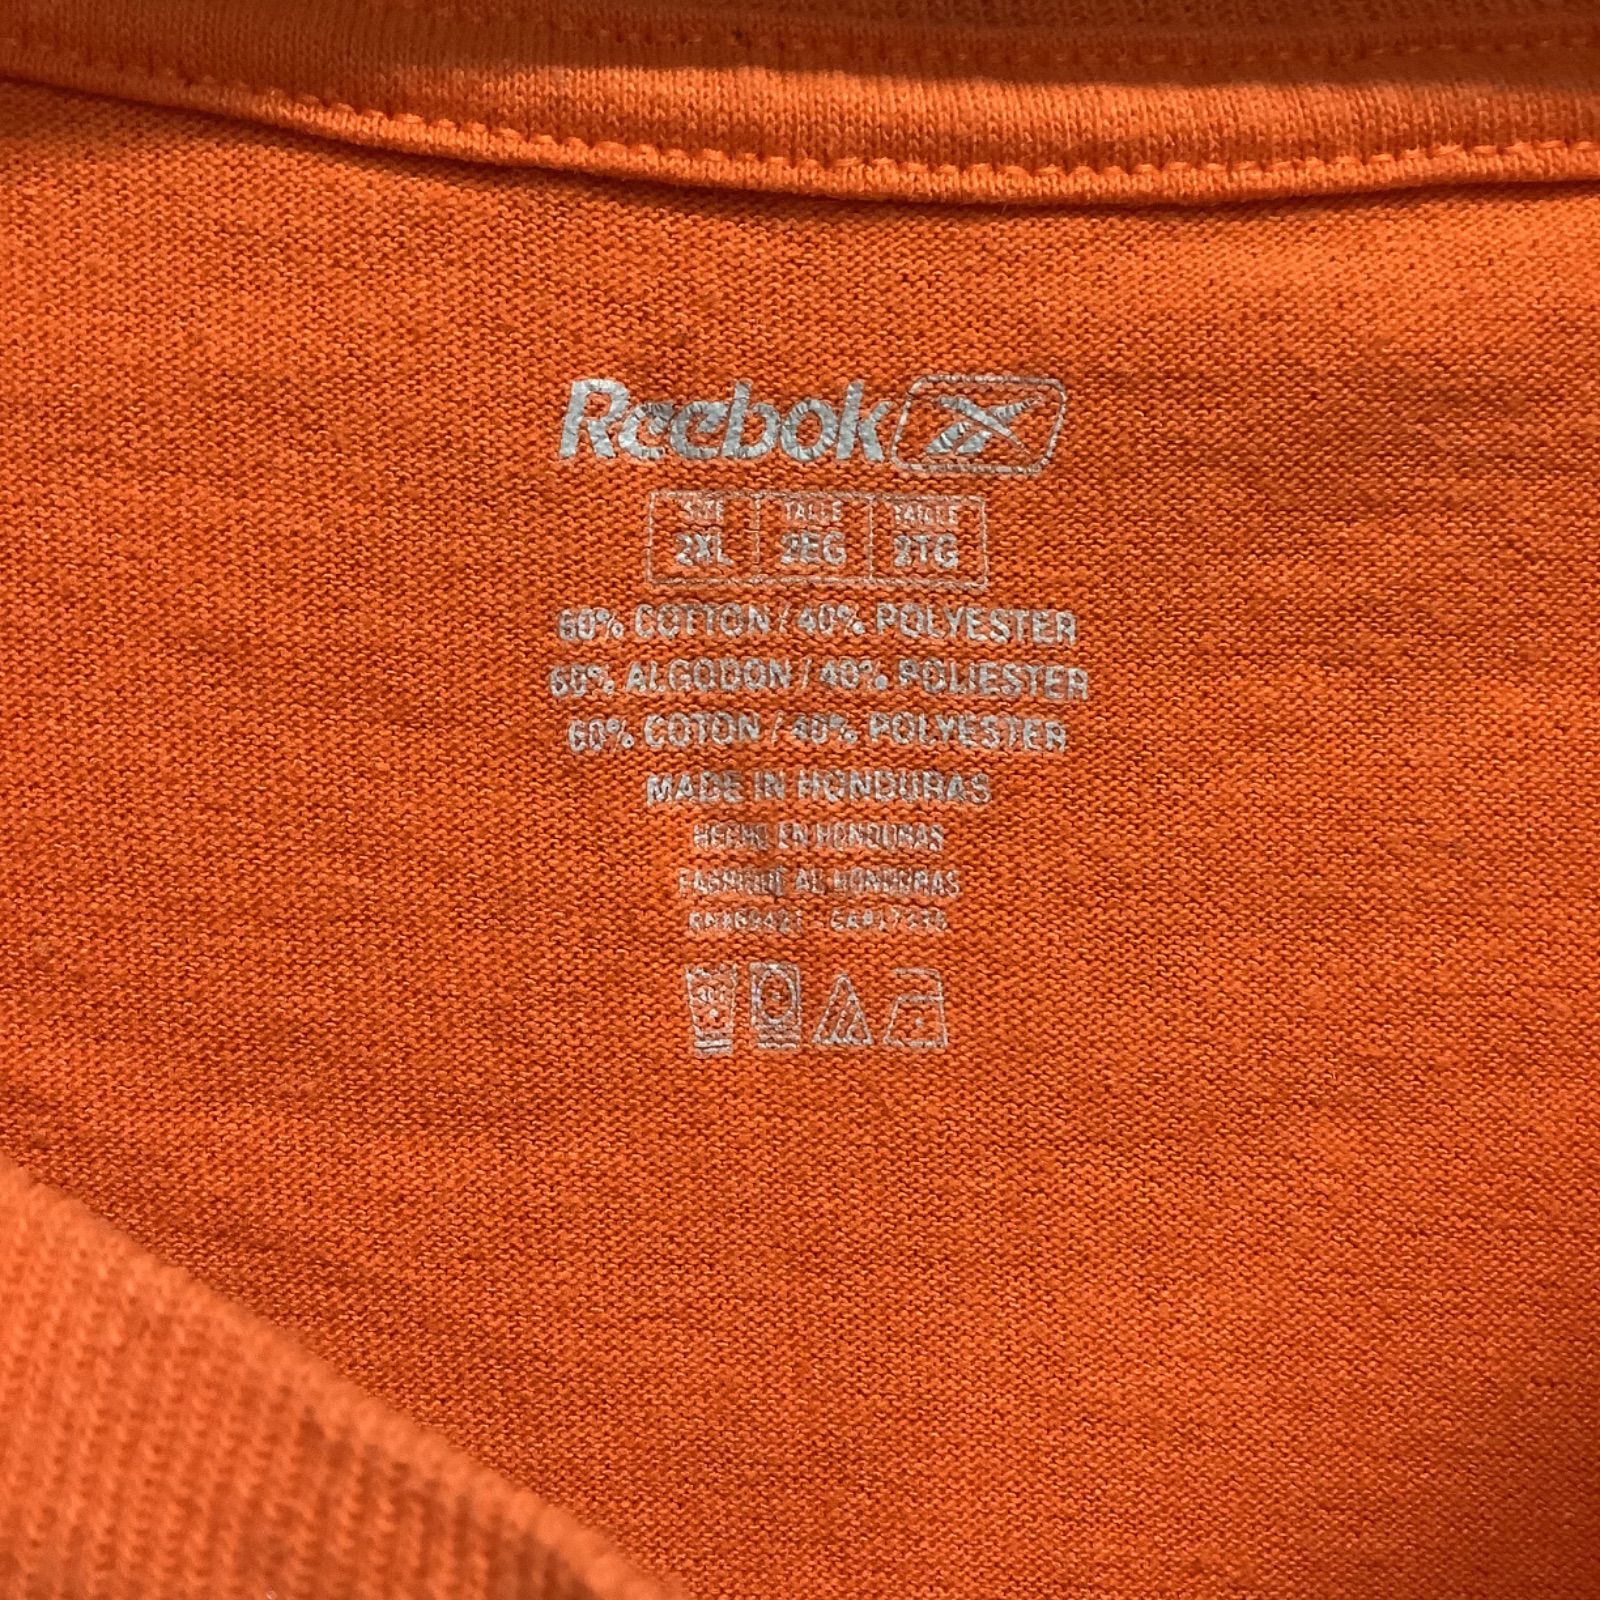 Reebok
SIZE TALLE TAILLE
2XL 2EG 2TG
60% COTTON / 40% POLYESTER
60% ALGODON / 40% POLIESTER
60% COTON / 40% POLYESTER
MADE IN HONDURAS
HECHO EN HONDURAS
FABRIQUE AU HONDURAS